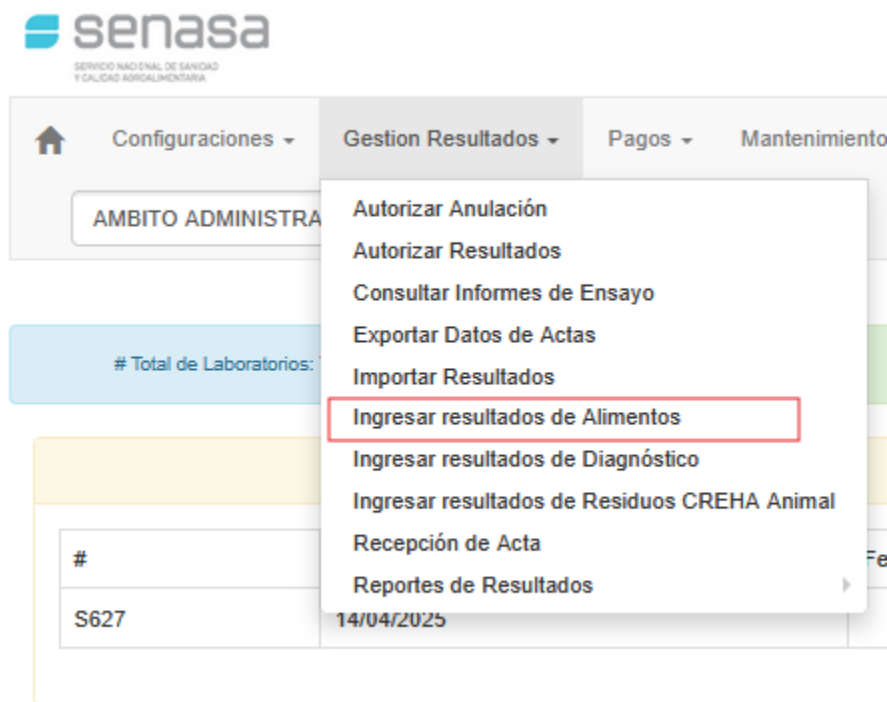 senasa
SERVICIO NACIONAL DE SANIDAD
Y CALIDAD AGROALIMENTARIA
Configuraciones
Gestion Resultados
Pagos
Mantenimiento
AMBITO ADMINISTRA
Autorizar Anulación
Autorizar Resultados
Consultar Informes de Ensayo
Exportar Datos de Actas
# Total de Laboratorios:
Importar Resultados
Ingresar resultados de Alimentos
Ingresar resultados de Diagnóstico
Ingresar resultados de Residuos CREHA Animal
Recepción de Acta
Reportes de Resultados
#
Fe
S627
14/04/2025